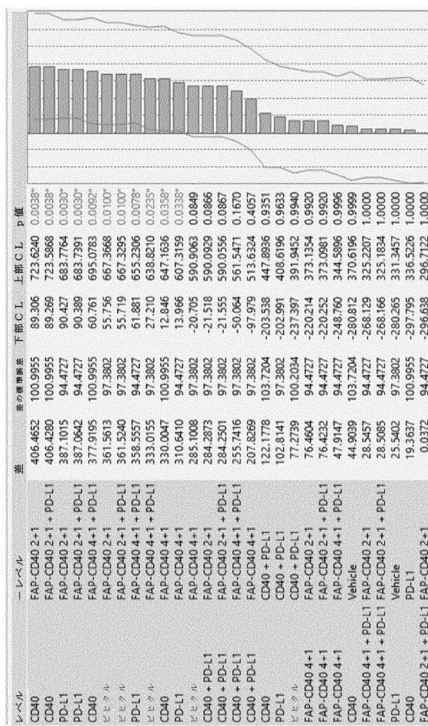 レベル －レベル 差 差の標準誤差 下部CL 上部CL p値
CD40 FAP-CD40 2+1 406.4652 100.9955 89.306 723.6240 0.0038*
CD40 FAP-CD40 2+1 + PD-L1 406.4280 100.9955 89.269 723.5868 0.0038*
PD-L1 FAP-CD40 2+1 387.1015 94.4727 90.427 683.7764 0.0030*
PD-L1 FAP-CD40 2+1 + PD-L1 387.0642 94.4727 90.389 683.7391 0.0030*
CD40 FAP-CD40 4+1 + PD-L1 377.9195 100.9955 60.761 695.0783 0.0092*
ビヒクル FAP-CD40 2+1 361.5613 97.3802 55.756 667.3668 0.0100*
ビヒクル FAP-CD40 2+1 + PD-L1 361.5240 97.3802 55.719 667.3295 0.0100*
PD-L1 FAP-CD40 4+1 + PD-L1 358.5557 94.4727 61.881 655.2306 0.0078*
ビヒクル FAP-CD40 4+1 + PD-L1 333.0155 97.3802 27.210 638.8210 0.0235*
CD40 FAP-CD40 4+1 330.0047 100.9955 12.846 647.1636 0.0358*
PD-L1 FAP-CD40 4+1 310.6410 94.4727 13.966 607.3159 0.0338*
ビヒクル FAP-CD40 4+1 285.1008 97.3802 -20.705 590.9063 0.0849
CD40 + PD-L1 FAP-CD40 2+1 284.2873 97.3802 -21.518 590.0929 0.0866
CD40 + PD-L1 FAP-CD40 2+1 + PD-L1 284.2501 97.3802 -21.555 590.0556 0.0867
CD40 + PD-L1 FAP-CD40 4+1 + PD-L1 255.7416 97.3802 -50.064 561.5471 0.1670
CD40 + PD-L1 FAP-CD40 4+1 207.8269 97.3802 -97.979 513.6324 0.4057
CD40 CD40 + PD-L1 122.1778 103.7204 -203.538 447.8936 0.9351
PD-L1 CD40 + PD-L1 102.8141 97.3802 -202.991 408.6196 0.9633
ビヒクル CD40 + PD-L1 77.2739 100.2034 -237.397 391.9452 0.9940
FAP-CD40 4+1 FAP-CD40 2+1 76.4604 94.4727 -220.214 373.1354 0.9920
FAP-CD40 4+1 FAP-CD40 2+1 + PD-L1 76.4232 94.4727 -220.252 373.0981 0.9920
FAP-CD40 4+1 FAP-CD40 4+1 + PD-L1 47.9147 94.4727 -248.760 344.5896 0.9996
CD40 Vehicle 44.9039 103.7204 -280.812 370.6196 0.9999
FAP-CD40 4+1 + PD-L1 FAP-CD40 2+1 28.5457 94.4727 -268.129 325.2207 1.0000
FAP-CD40 4+1 + PD-L1 FAP-CD40 2+1 + PD-L1 28.5085 94.4727 -268.166 325.1834 1.0000
PD-L1 Vehicle 25.5402 97.3802 -280.265 331.3457 1.0000
CD40 PD-L1 19.3637 100.9955 -297.795 336.5226 1.0000
FAP-CD40 2+1 + PD-L1 FAP-CD40 2+1 0.0372 94.4727 -296.638 296.7122 1.0000